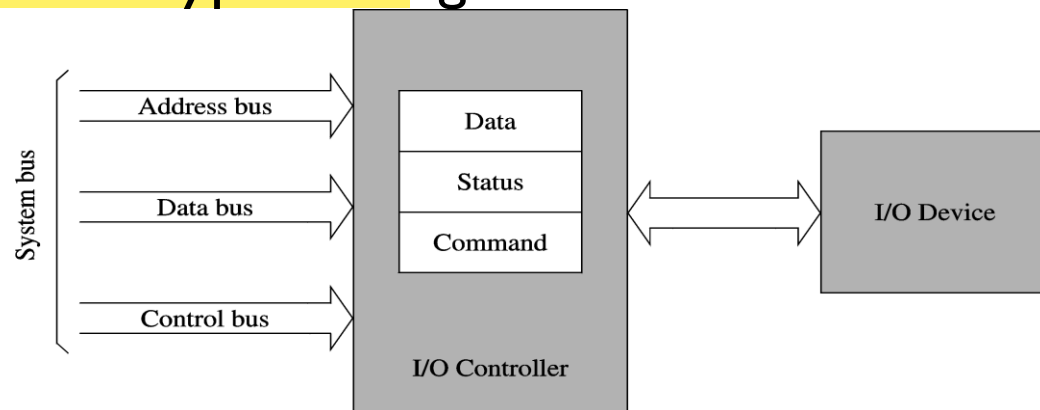 System bus
Address bus
Data bus
Control bus
Data
Status
Command
I/O Controller
I/O Device